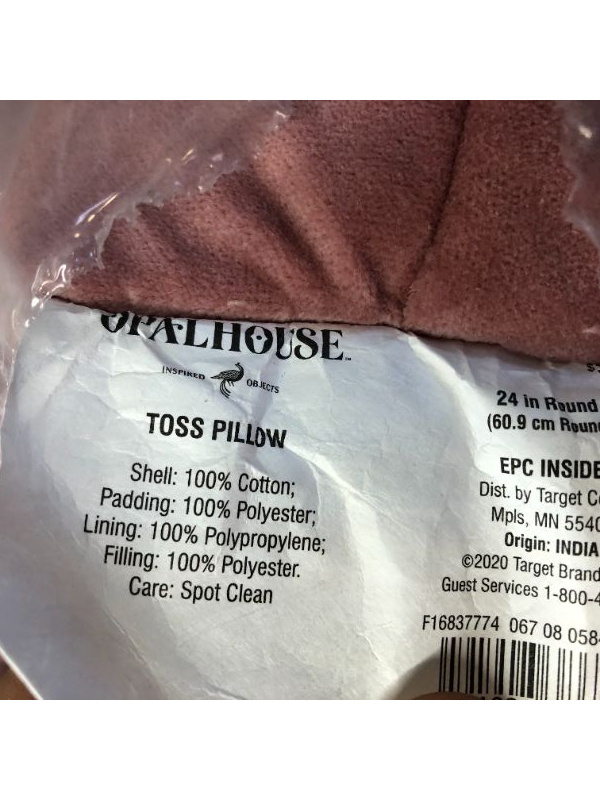 OPALHOUSE™
INSPIRED OBJECTS
TOSS PILLOW
Shell: 100% Cotton;
Padding: 100% Polyester;
Lining: 100% Polypropylene;
Filling: 100% Polyester.
Care: Spot Clean
24 in Round
(60.9 cm Roun
EPC INSIDE
Dist. by Target C
Mpls, MN 5540
Origin: INDIA
©2020 Target Brand
Guest Services 1-800-4
F16837774 067 08 058